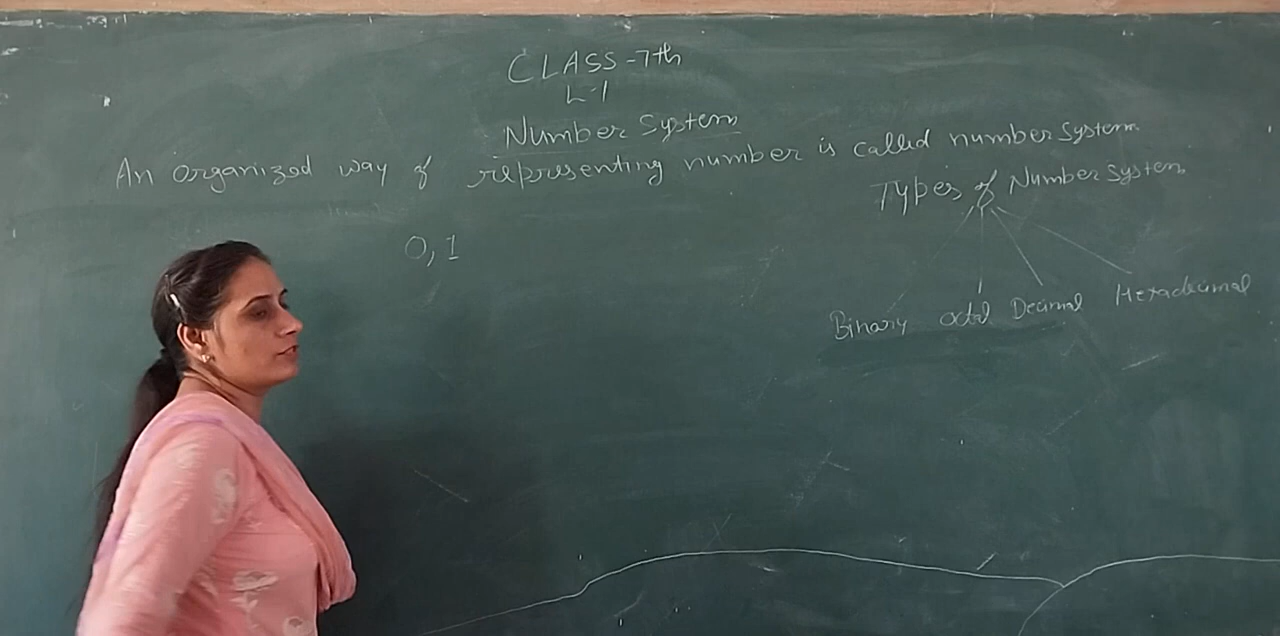 CLASS-7th
L-1
Number System
An organized way of representing number is called number System.
Types of Number System
0, 1
Binary octal Decimal Hexadecimal